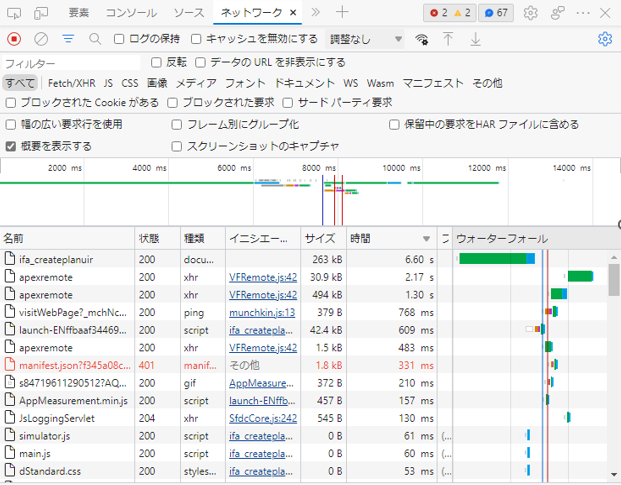 要素 コンソール ソース ネットワーク 2 2 67
ログの保持 キャッシュを無効にする 調整なし
フィルター 反転 データの URL を非表示にする
すべて Fetch/XHR JS CSS 画像 メディア フォント ドキュメント WS Wasm マニフェスト その他
ブロックされた Cookie がある ブロックされた要求 サード パーティ要求
幅の広い要求行を使用 フレーム別にグループ化 保留中の要求をHAR ファイルに含める
概要を表示する スクリーンショットのキャプチャ
2000 ms 4000 ms 6000 ms 8000 ms 10000 ms 12000 ms 14000 ms
名前 状態 種類 イニシエー... サイズ 時間 フ ウォーターフォール
ifa_createplanuir 200 docu... 263 kB 6.60 s
apexremote 200 xhr VFRemote.js:42 30.9 kB 2.17 s
apexremote 200 xhr VFRemote.js:42 494 kB 1.30 s
visitWebPage?_mchNc... 200 ping munchkin.js:13 379 B 768 ms
launch-ENffbaaf34469... 200 script ifa_createpla... 42.4 kB 609 ms
apexremote 200 xhr VFRemote.js:42 1.5 kB 483 ms
manifest.json?f345a08c... 401 manif... その他 1.8 kB 331 ms
s84719611290512?AQ... 200 gif AppMeasure... 372 B 210 ms
AppMeasurement.min.js 200 script launch-ENffb... 457 B 157 ms
JsLoggingServlet 204 xhr SfdcCore.js:242 545 B 130 ms
simulator.js 200 script ifa_createpla... 0 B 61 ms (...
main.js 200 script ifa_createpla... 0 B 60 ms (...
dStandard.css 200 styles... ifa_createpla... 0 B 53 ms (...